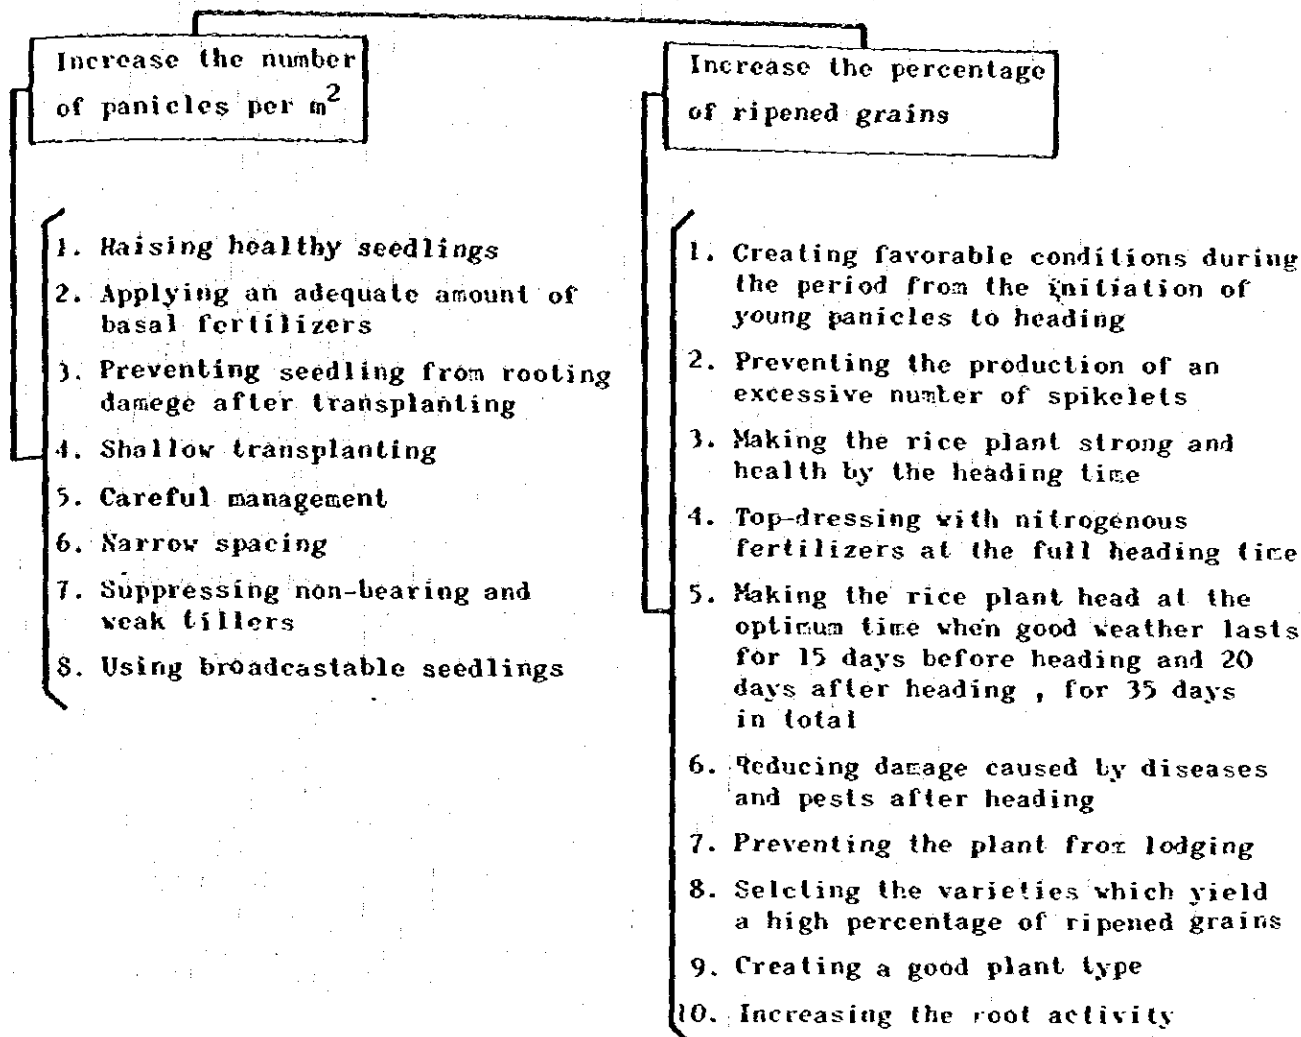 Increase the number
of panicles per m²
1. Raising healthy seedlings
2. Applying an adequate amount of
basal fertilizers
3. Preventing seedling from rooting
damege after transplanting
4. Shallow transplanting
5. Careful management
6. Narrow spacing
7. Suppressing non-bearing and
weak tillers
8. Using broadcastable seedlings
Increase the percentage
of ripened grains
1. Creating favorable conditions during
the period from the initiation of
young panicles to heading
2. Preventing the production of an
excessive number of spikelets
3. Making the rice plant strong and
health by the heading time
4. Top-dressing with nitrogenous
fertilizers at the full heading time
5. Making the rice plant head at the
optimum time when good weather lasts
for 15 days before heading and 20
days after heading , for 35 days
in total
6. Reducing damage caused by diseases
and pests after heading
7. Preventing the plant from lodging
8. Selcting the varieties which yield
a high percentage of ripened grains
9. Creating a good plant type
10. Increasing the root activity